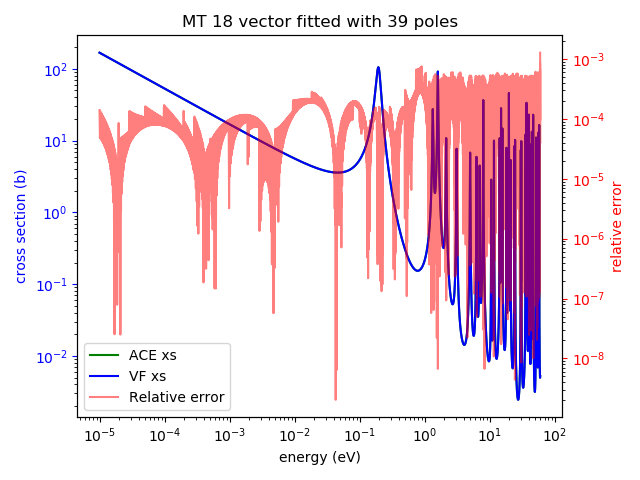 MT 18 vector fitted with 39 poles
cross section (b)
10^2
10^1
10^0
10^-1
10^-2
10^-3
10^-4
10^-5
10^-6
10^-7
10^-8
relative error
ACE xs
VF xs
Relative error
10^-5 10^-4 10^-3 10^-2 10^-1 10^0 10^1 10^2
energy (eV)